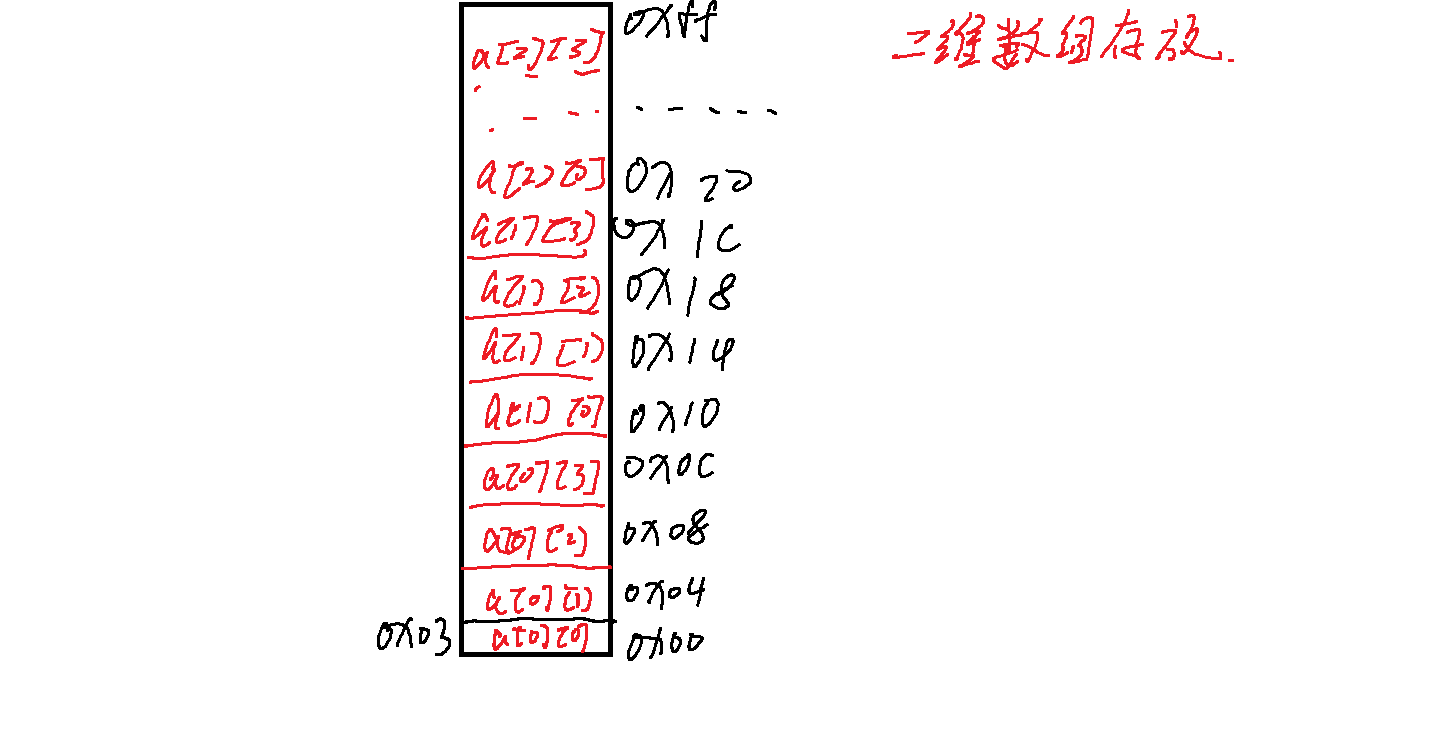 二维数组存放.
a[2][3] 0xff
. - - · · - - - -
a[2][0] 0x20
a[1][3] 0x1C
a[1][2] 0x18
a[1][1] 0x14
a[1][0] 0x10
a[0][3] 0x0C
a[0][2] 0x08
a[0][1] 0x04
0x03 a[0][0] 0x00